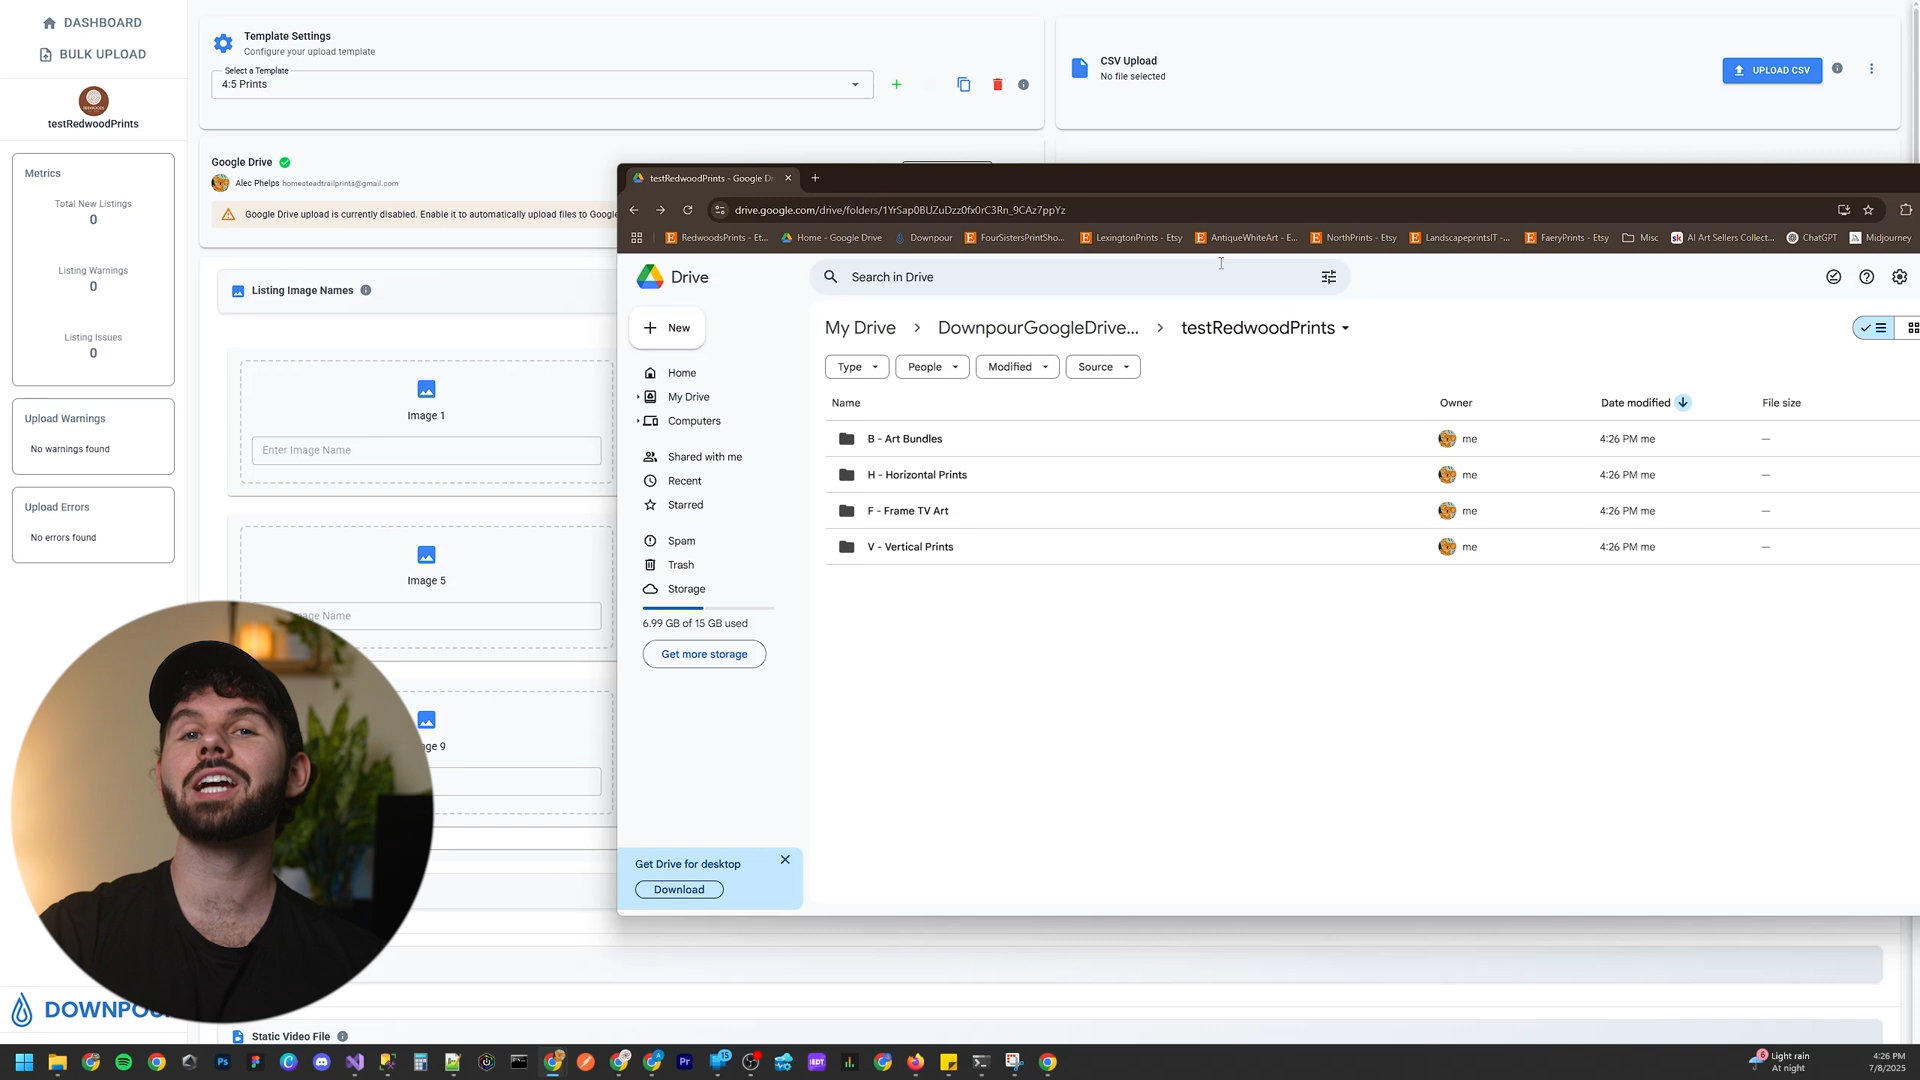 DASHBOARD
BULK UPLOAD
testRedwoodPrints
Metrics
Total New Listings
0
Listing Warnings
0
Listing Issues
0
Upload Warnings
No warnings found
Upload Errors
No errors found
Template Settings
Configure your upload template
Select a Template
4:5 Prints
CSV Upload
No file selected
UPLOAD CSV
Google Drive
Alec Phelps homesteadtrailprints@gmail.com
Google Drive upload is currently disabled. Enable it to automatically upload files to Google
Listing Image Names
Image 1
Enter Image Name
Image 5
Image Name
ge 9
Static Video File
DOWNPOU
testRedwoodPrints - Google D
drive.google.com/drive/folders/1YrSap0BUZuDzz0fx0rC3Rn_9CAz7ppYz
RedwoodsPrints - Et...
Home - Google Drive
Downpour
FourSistersPrintSho...
LexingtonPrints - Etsy
AntiqueWhiteArt - E...
NorthPrints - Etsy
LandscapeprintsIT -...
FaeryPrints - Etsy
Misc
AI Art Sellers Collect...
ChatGPT
Midjourney
Drive
Search in Drive
New
Home
My Drive
Computers
Shared with me
Recent
Starred
Spam
Trash
Storage
6.99 GB of 15 GB used
Get more storage
Get Drive for desktop
Download
My Drive > DownpourGoogleDrive... > testRedwoodPrints
Type
People
Modified
Source
Name Owner Date modified File size
B - Art Bundles me 4:26 PM me —
H - Horizontal Prints me 4:26 PM me —
F - Frame TV Art me 4:26 PM me —
V - Vertical Prints me 4:26 PM me —
Light rain
At night
4:26 PM
7/8/2025